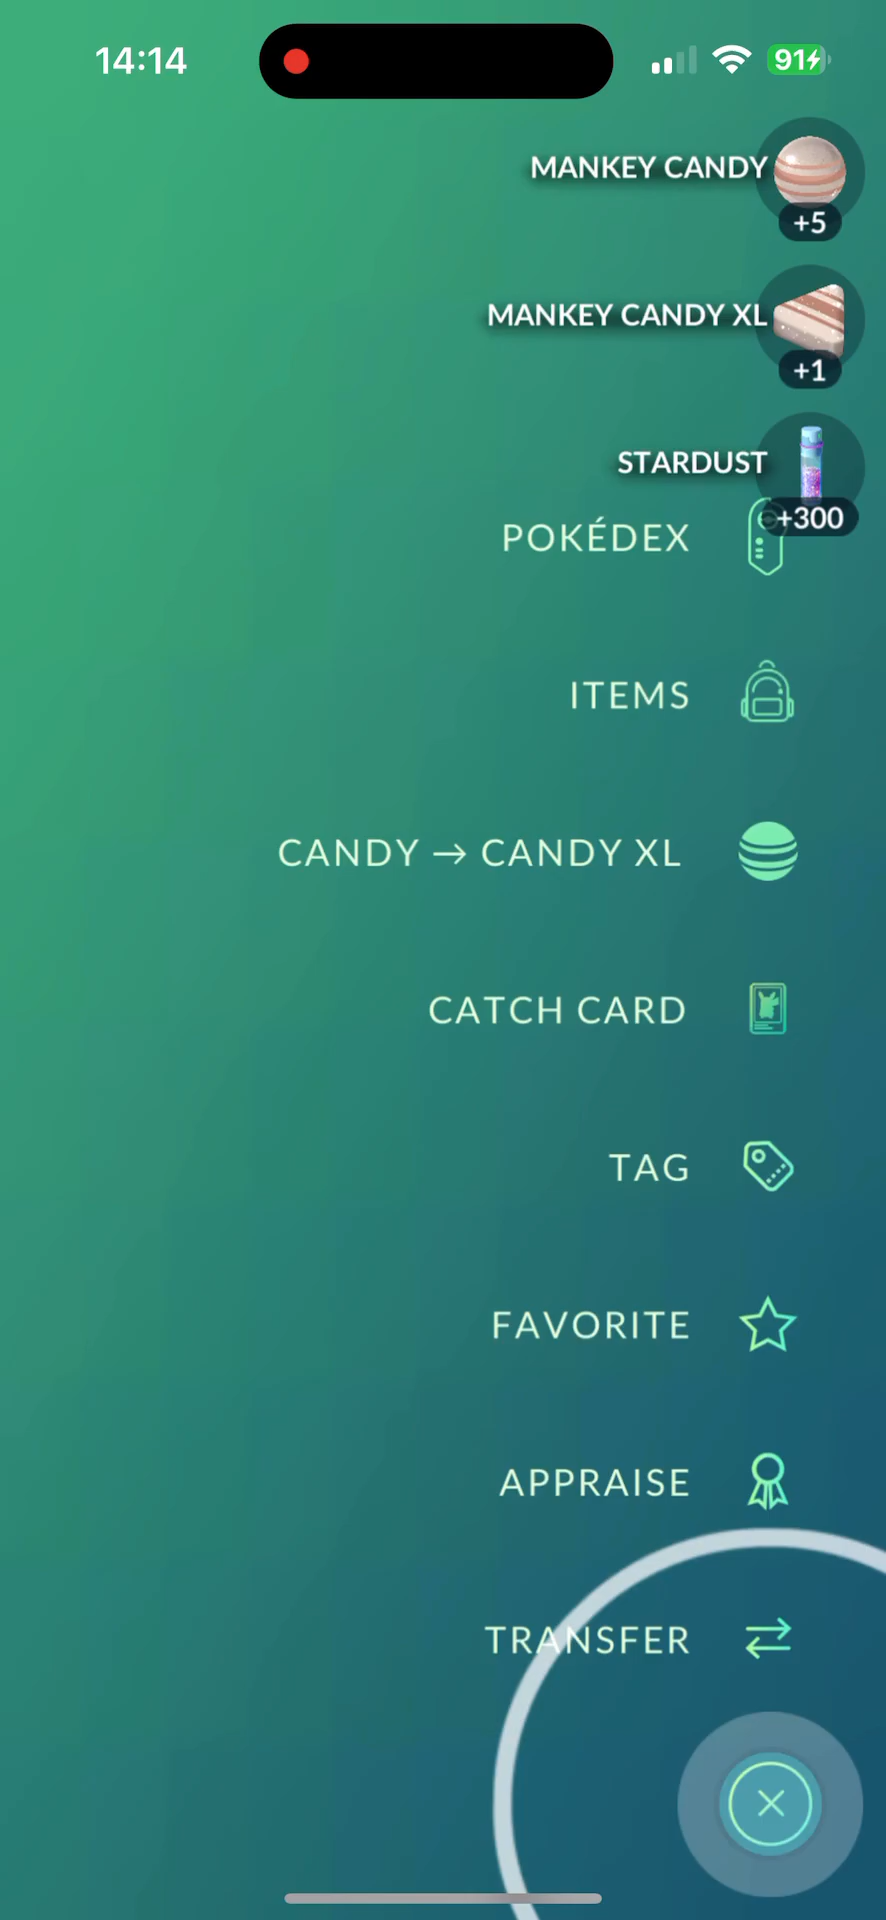 14:14
91
MANKEY CANDY
+5
MANKEY CANDY XL
+1
STARDUST
+300
POKÉDEX
ITEMS
CANDY → CANDY XL
CATCH CARD
TAG
FAVORITE
APPRAISE
TRANSFER